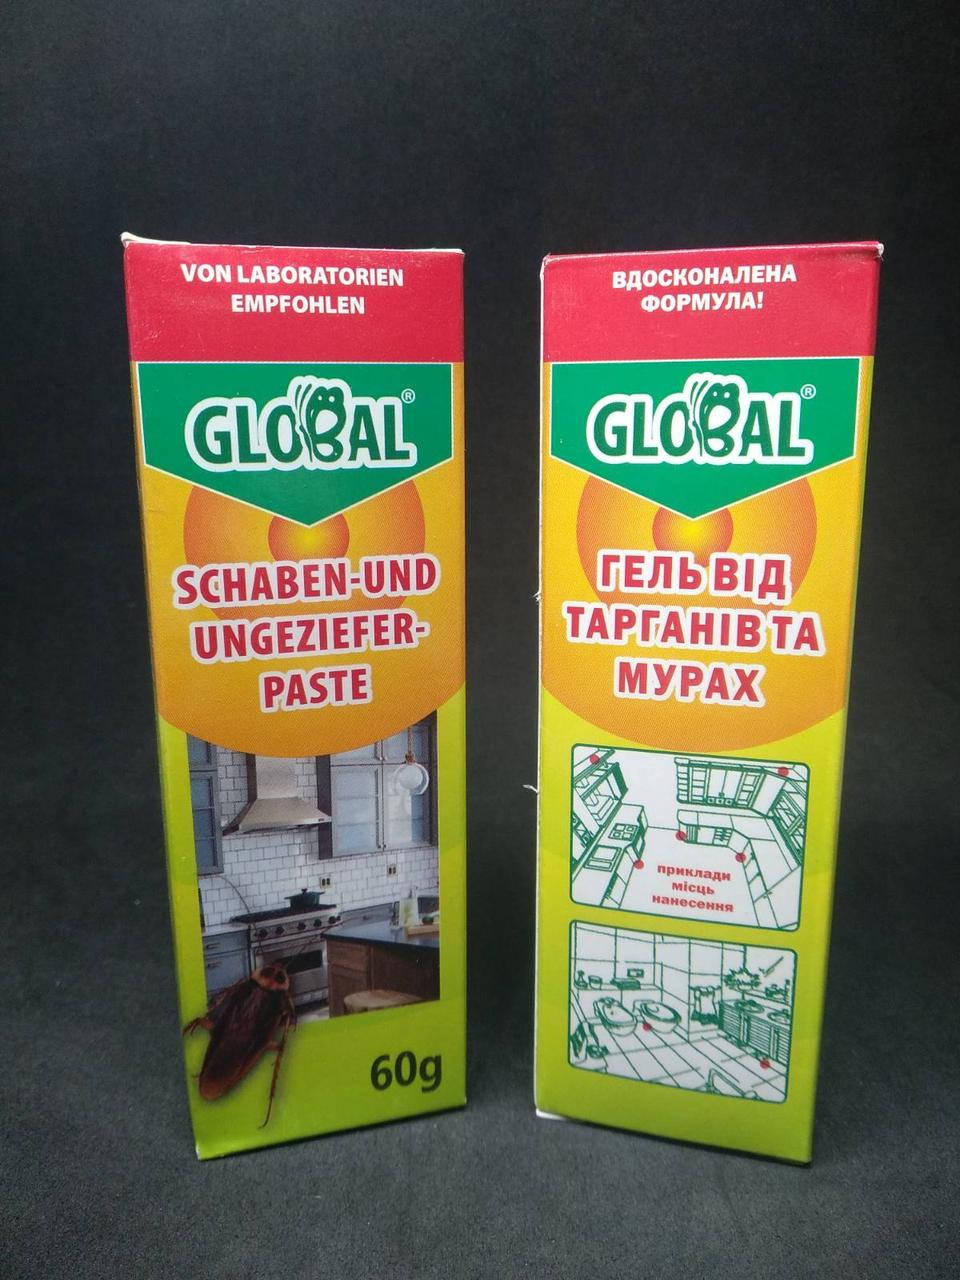 VON LABORATORIEN
EMPFOHLEN
GLOBAL®
SCHABEN-UND
UNGEZIEFER-
PASTE
60g
ВДОСКОНАЛЕНА
ФОРМУЛА!
GLOBAL®
ГЕЛЬ ВІД
ТАРГАНІВ ТА
МУРАХ
приклади
місць
нанесення